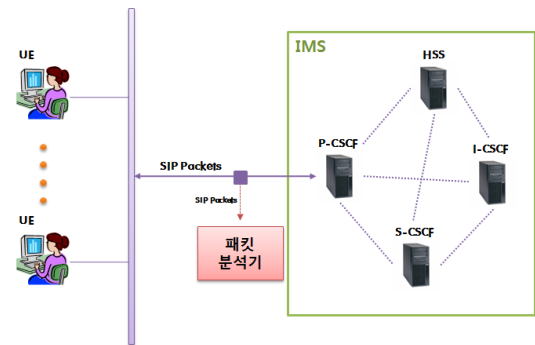 UE
IMS
HSS
P-CSCF
I-CSCF
SIP Packets
SIP Packets
UE
S-CSCF
패킷
분석기